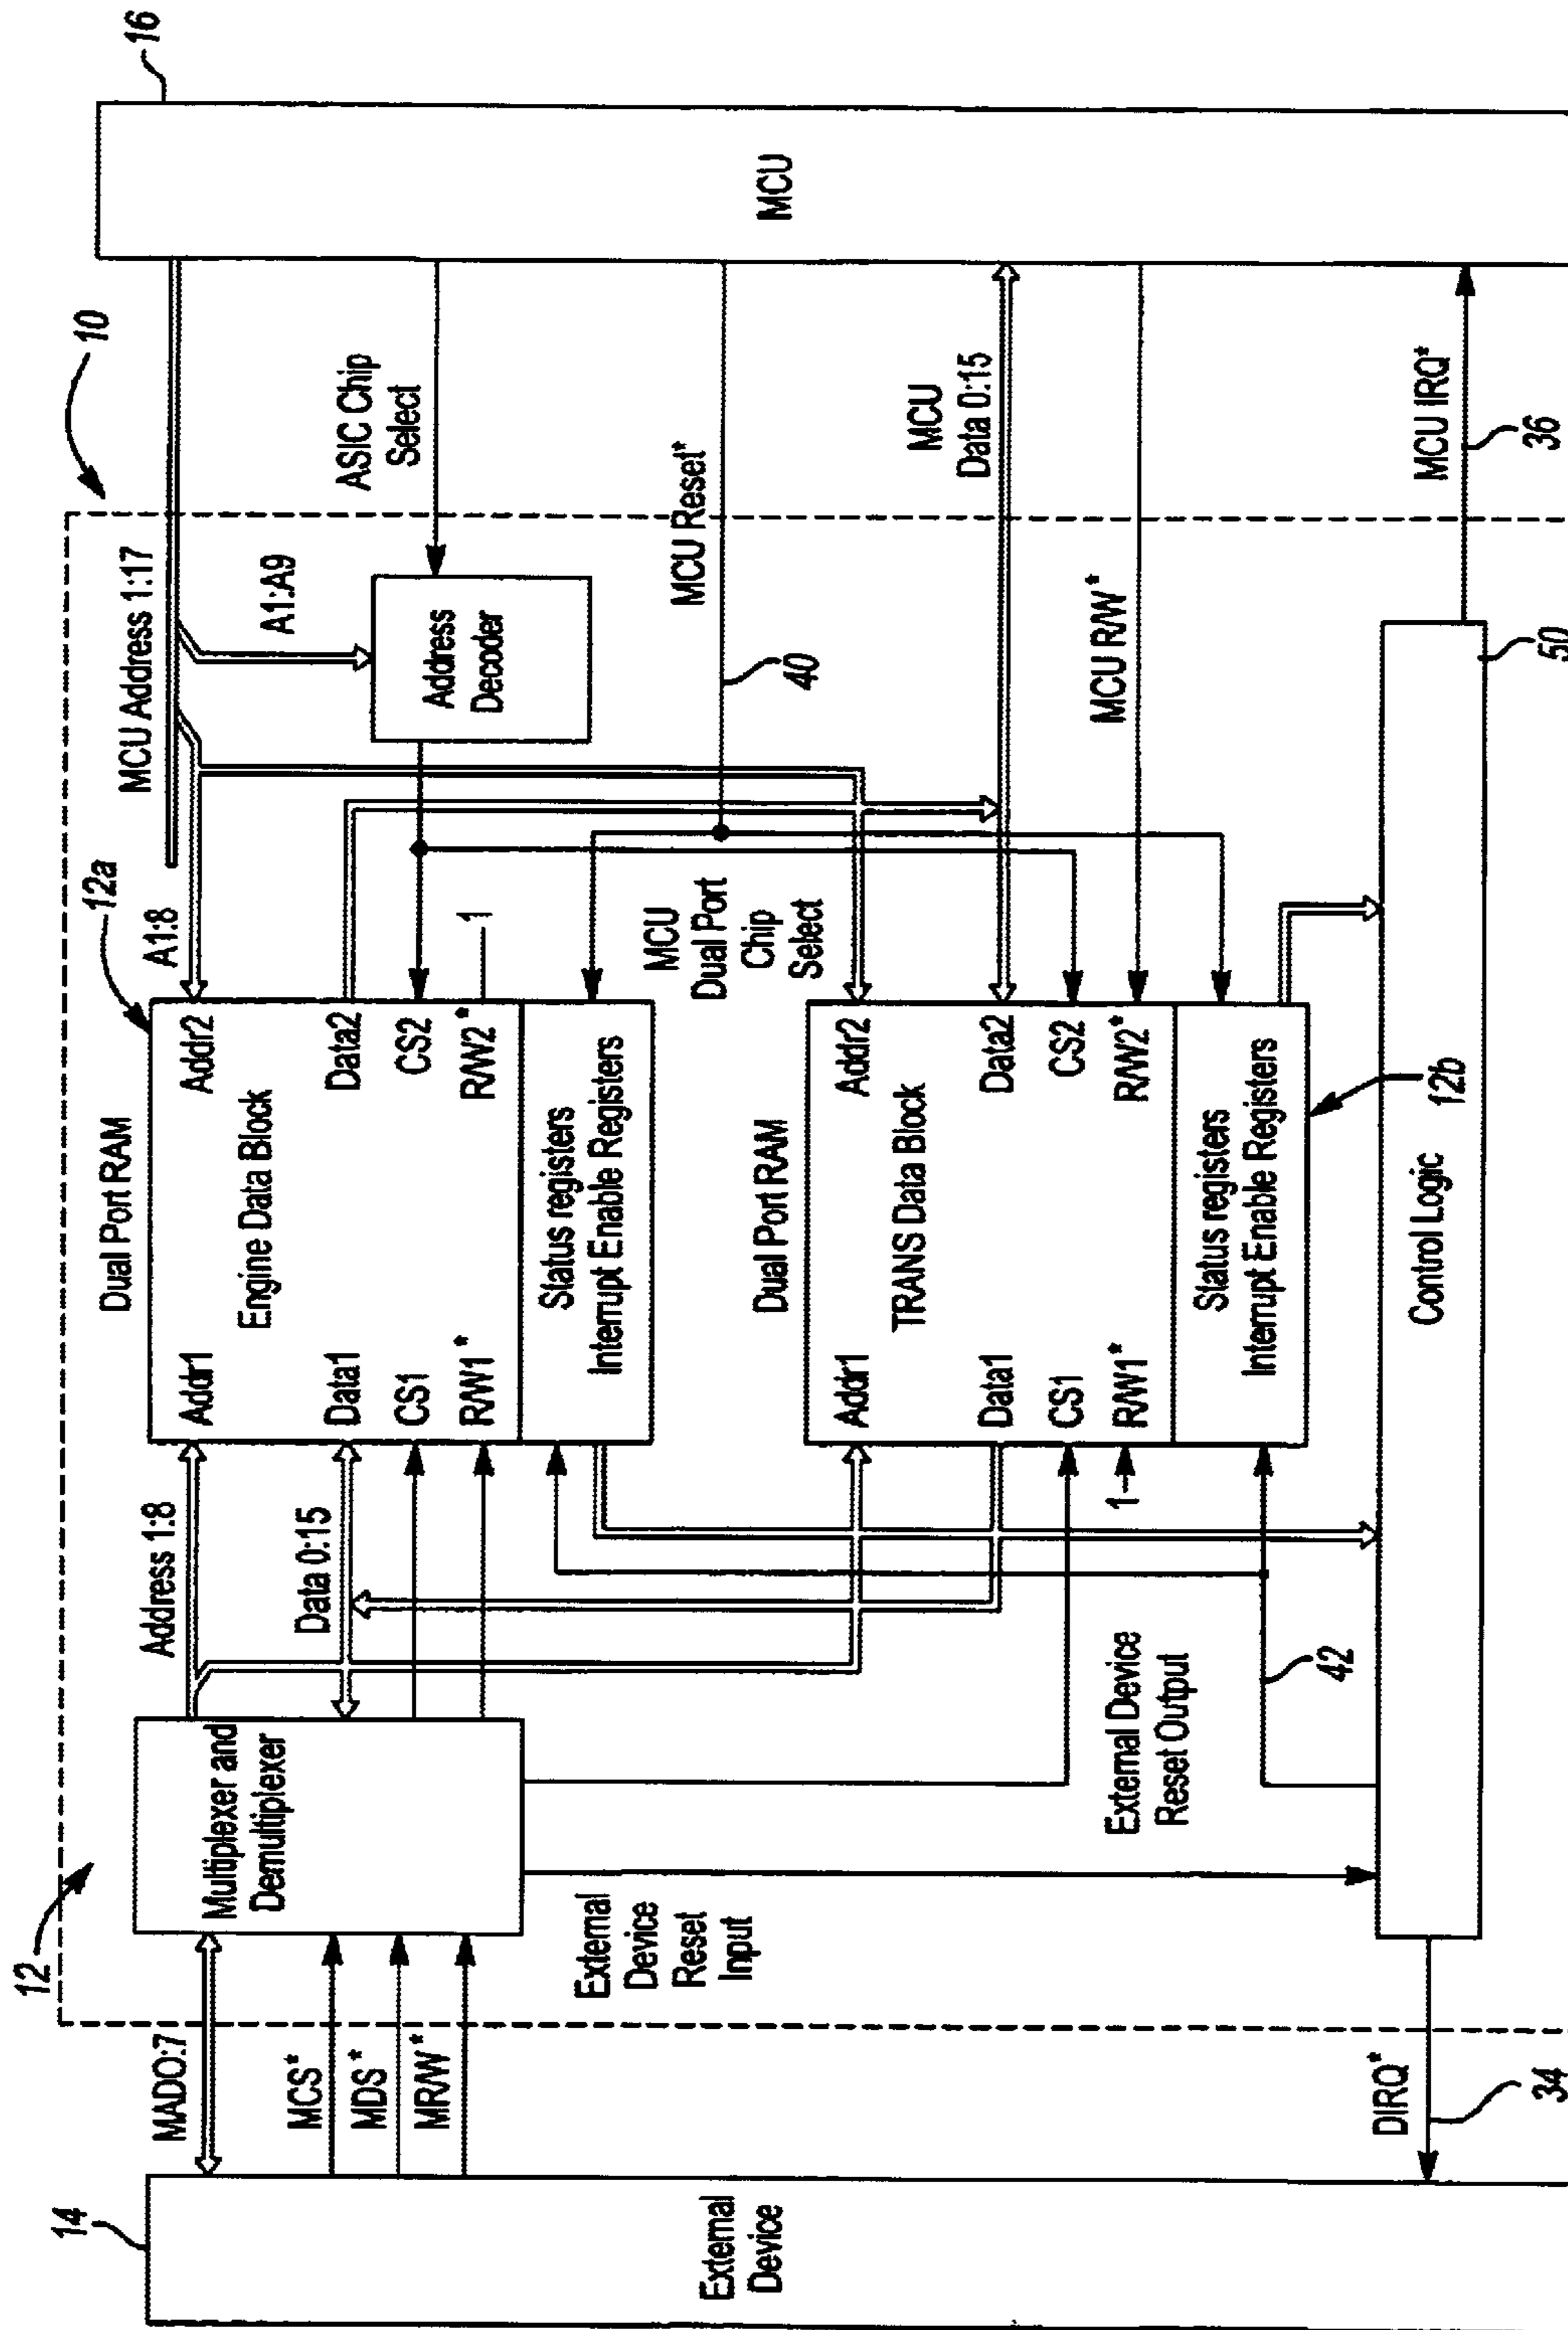 16
10
12
12a
14
MCU Address 1:17
A1:A9
A1:8
ASIC Chip
Select
Address
Decoder
MCU Reset*
40
MCU
Data 0:15
MCU R/W*
MCU IRQ*
36
MCU
MCU
Dual Port
Chip
Select
Dual Port RAM
Engine Data Block
Addr1
Data1
CS1
R/W1*
Addr2
Data2
CS2
R/W2*
1
Status registers
Interrupt Enable Registers
Dual Port RAM
TRANS Data Block
Addr1
Data1
CS1
R/W1*
1
Addr2
Data2
CS2
R/W2*
Status registers
Interrupt Enable Registers
12b
Control Logic
50
Address 1:8
Data 0:15
Multiplexer and
Demultiplexer
External Device
Reset Output
42
External
Device
Reset
Input
MADO:7
MCS*
MDS*
MR/W*
DIRQ*
34
External
Device